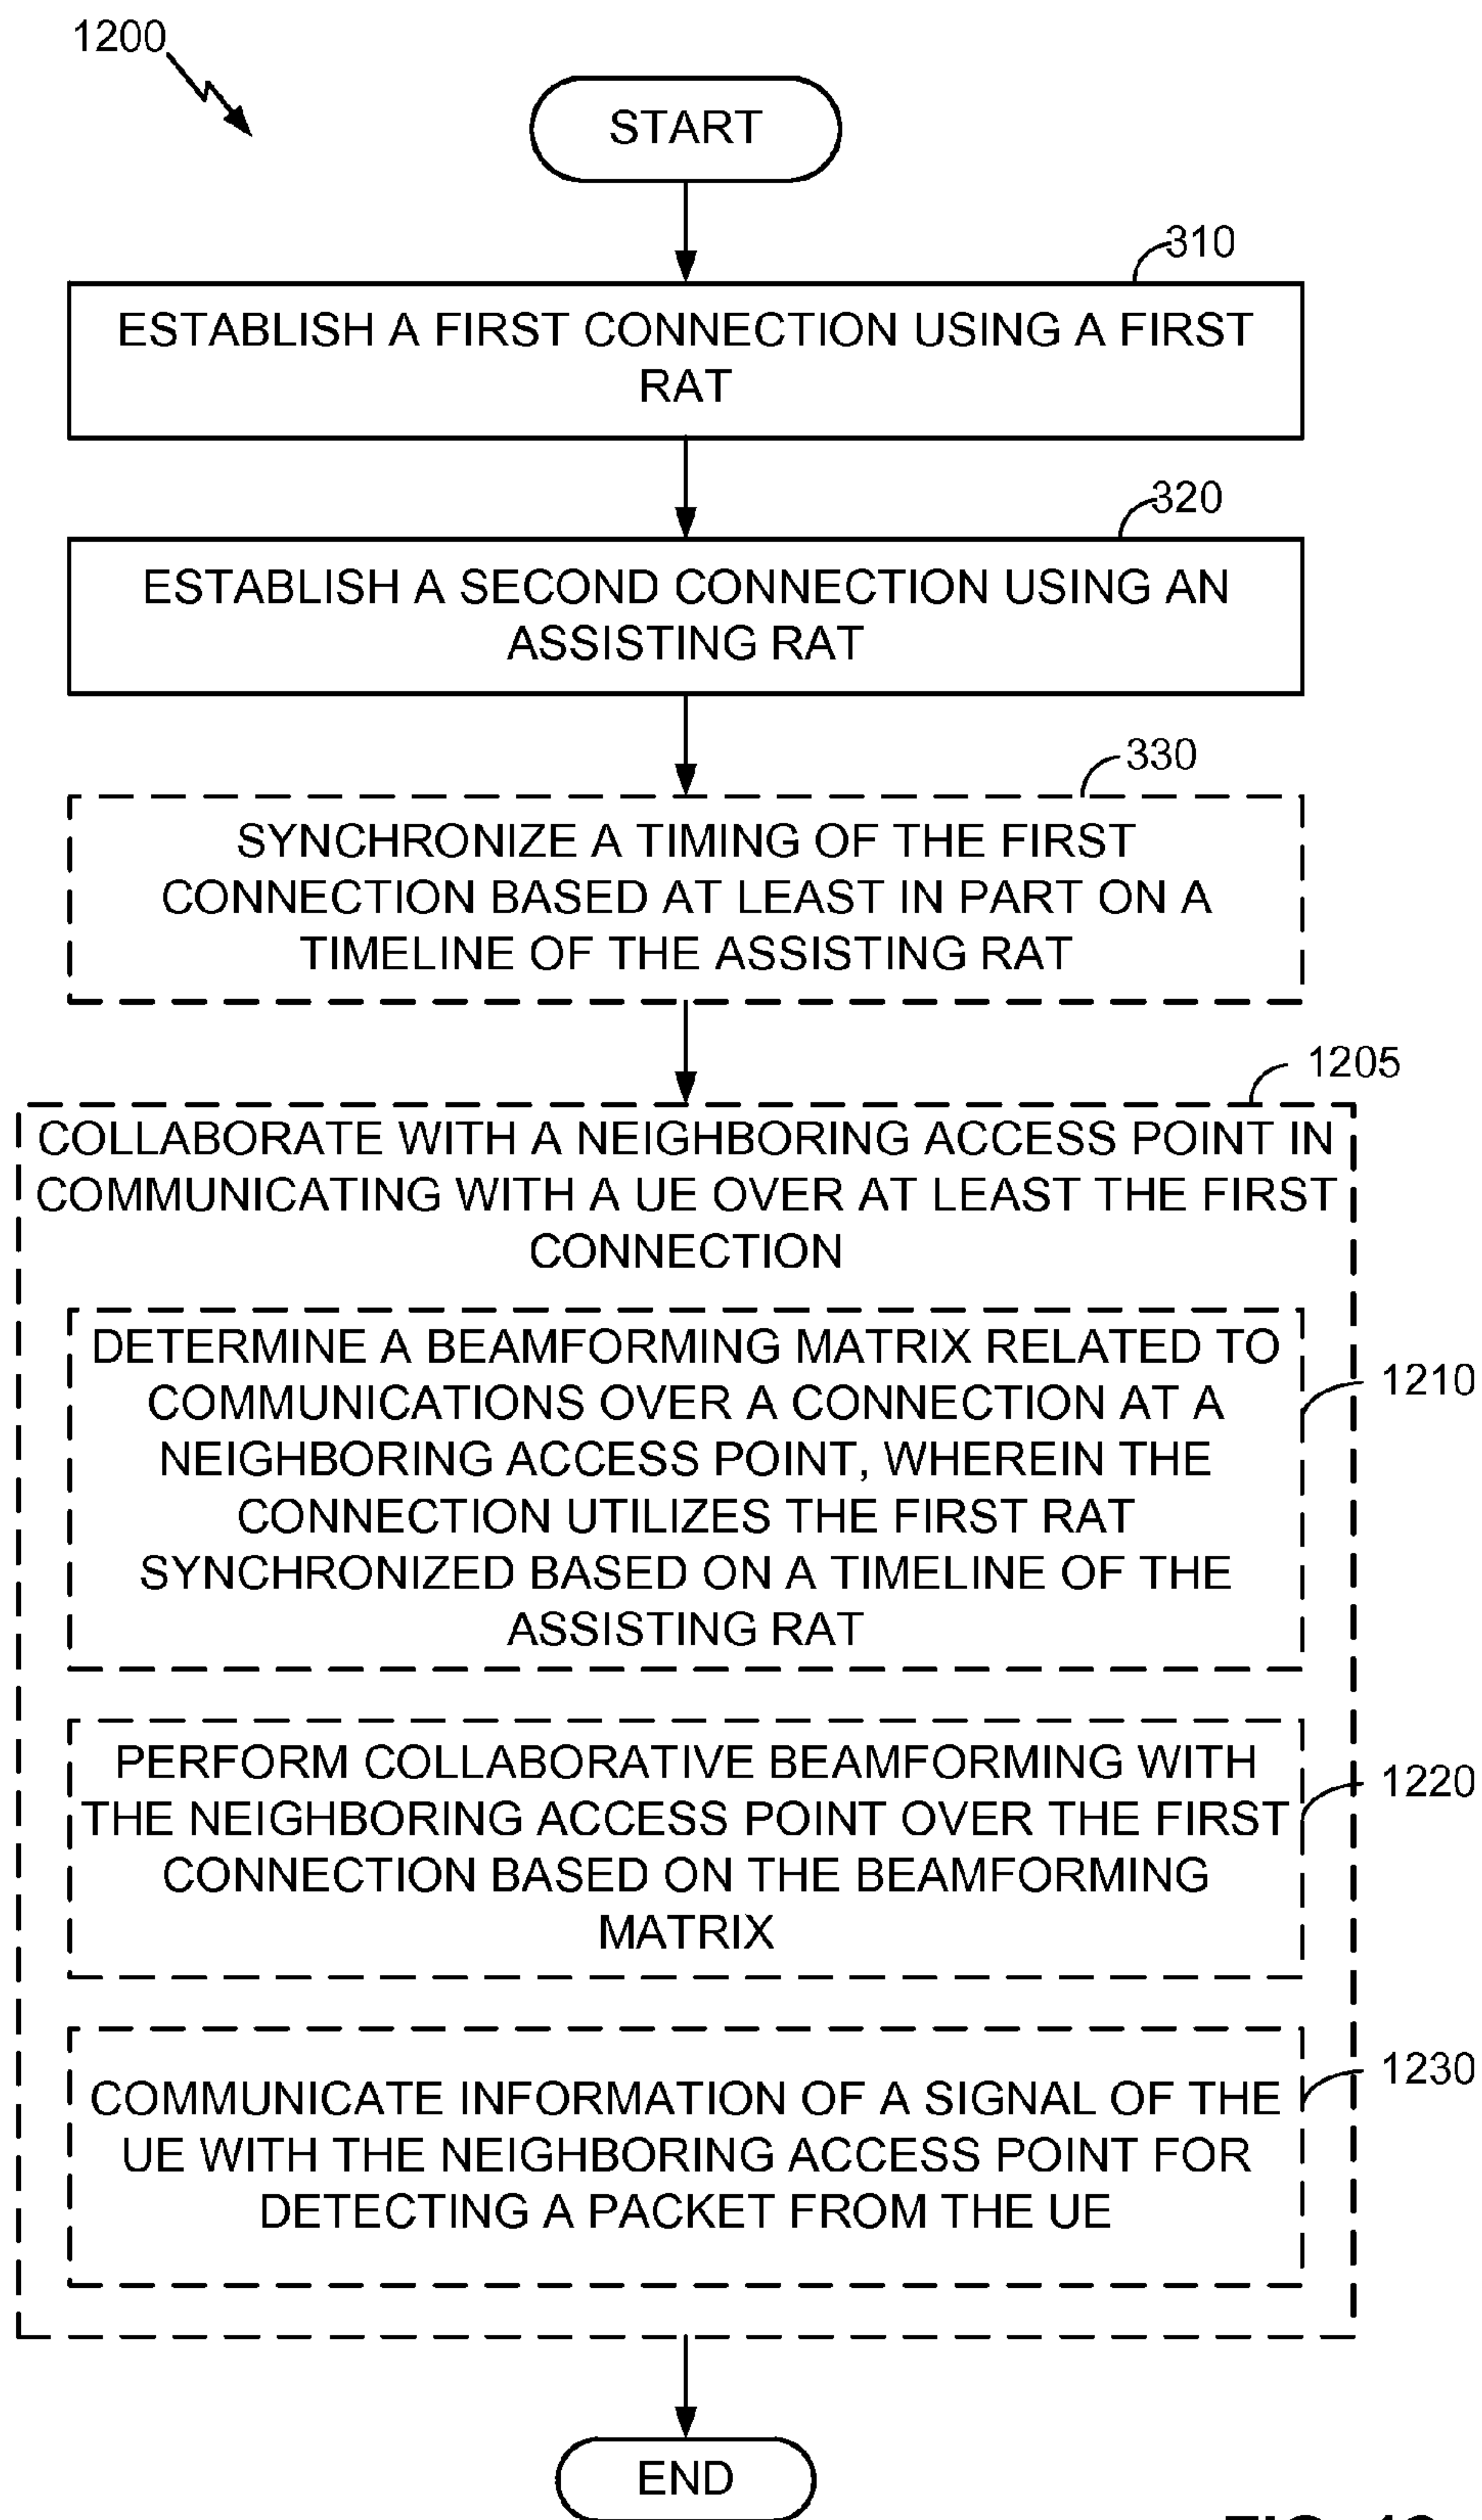 1200
START
310
ESTABLISH A FIRST CONNECTION USING A FIRST
RAT
320
ESTABLISH A SECOND CONNECTION USING AN
ASSISTING RAT
330
SYNCHRONIZE A TIMING OF THE FIRST
CONNECTION BASED AT LEAST IN PART ON A
TIMELINE OF THE ASSISTING RAT
1205
COLLABORATE WITH A NEIGHBORING ACCESS POINT IN
COMMUNICATING WITH A UE OVER AT LEAST THE FIRST
CONNECTION
DETERMINE A BEAMFORMING MATRIX RELATED TO
COMMUNICATIONS OVER A CONNECTION AT A
NEIGHBORING ACCESS POINT, WHEREIN THE
CONNECTION UTILIZES THE FIRST RAT
SYNCHRONIZED BASED ON A TIMELINE OF THE
ASSISTING RAT
1210
PERFORM COLLABORATIVE BEAMFORMING WITH
THE NEIGHBORING ACCESS POINT OVER THE FIRST
CONNECTION BASED ON THE BEAMFORMING
MATRIX
1220
COMMUNICATE INFORMATION OF A SIGNAL OF THE
UE WITH THE NEIGHBORING ACCESS POINT FOR
DETECTING A PACKET FROM THE UE
1230
END